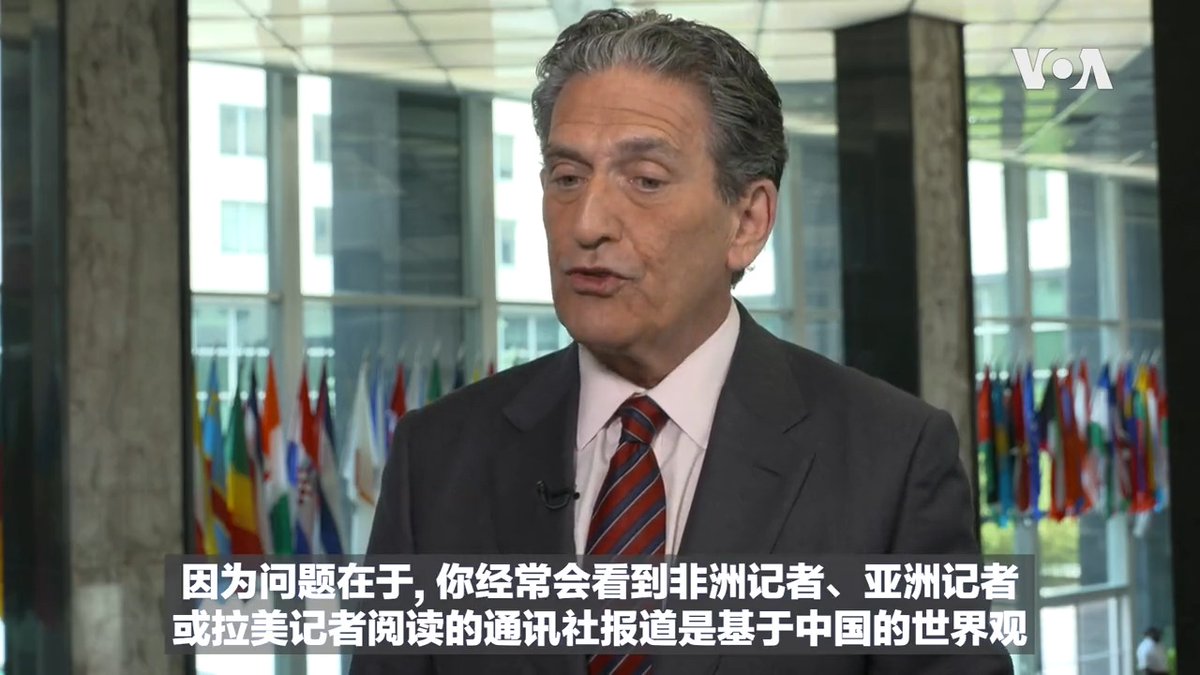 VOA
因为问题在于, 你经常会看到非洲记者、亚洲记者
或拉美记者阅读的通讯社报道是基于中国的世界观